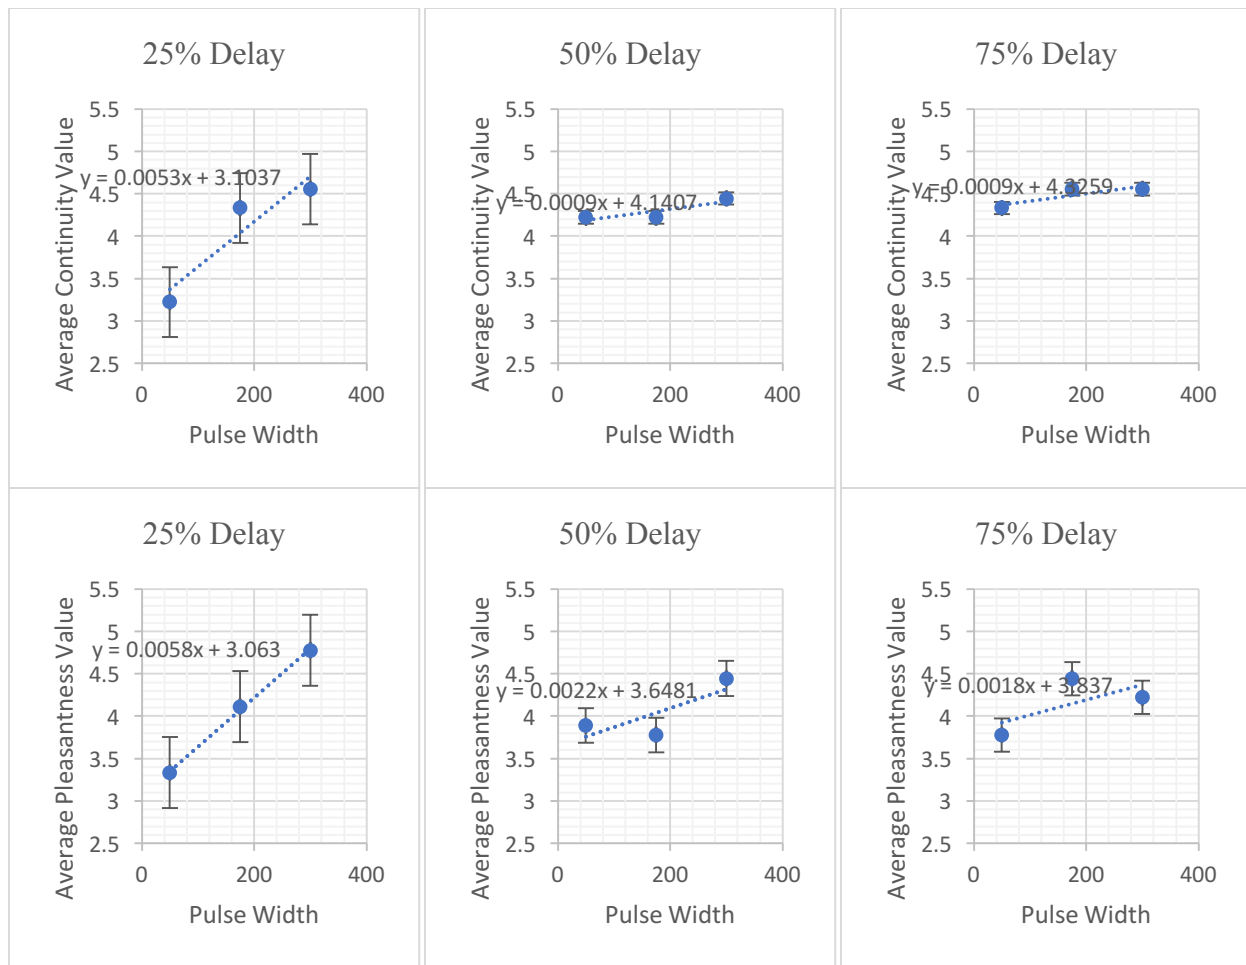 25% Delay
Average Continuity Value
5.5
5
4.5
4
3.5
3
2.5
y = 0.0053x + 3.1037
0 200 400
Pulse Width
50% Delay
Average Continuity Value
5.5
5
4.5
4
3.5
3
2.5
y = 0.0009x + 4.1407
0 200 400
Pulse Width
75% Delay
Average Continuity Value
5.5
5
4.5
4
3.5
3
2.5
y = 0.0009x + 4.3259
0 200 400
Pulse Width
25% Delay
Average Pleasantness Value
5.5
5
4.5
4
3.5
3
2.5
y = 0.0058x + 3.063
0 200 400
Pulse Width
50% Delay
Average Pleasantness Value
5.5
5
4.5
4
3.5
3
2.5
y = 0.0022x + 3.6481
0 200 400
Pulse Width
75% Delay
Average Pleasantness Value
5.5
5
4.5
4
3.5
3
2.5
y = 0.0018x + 3.837
0 200 400
Pulse Width